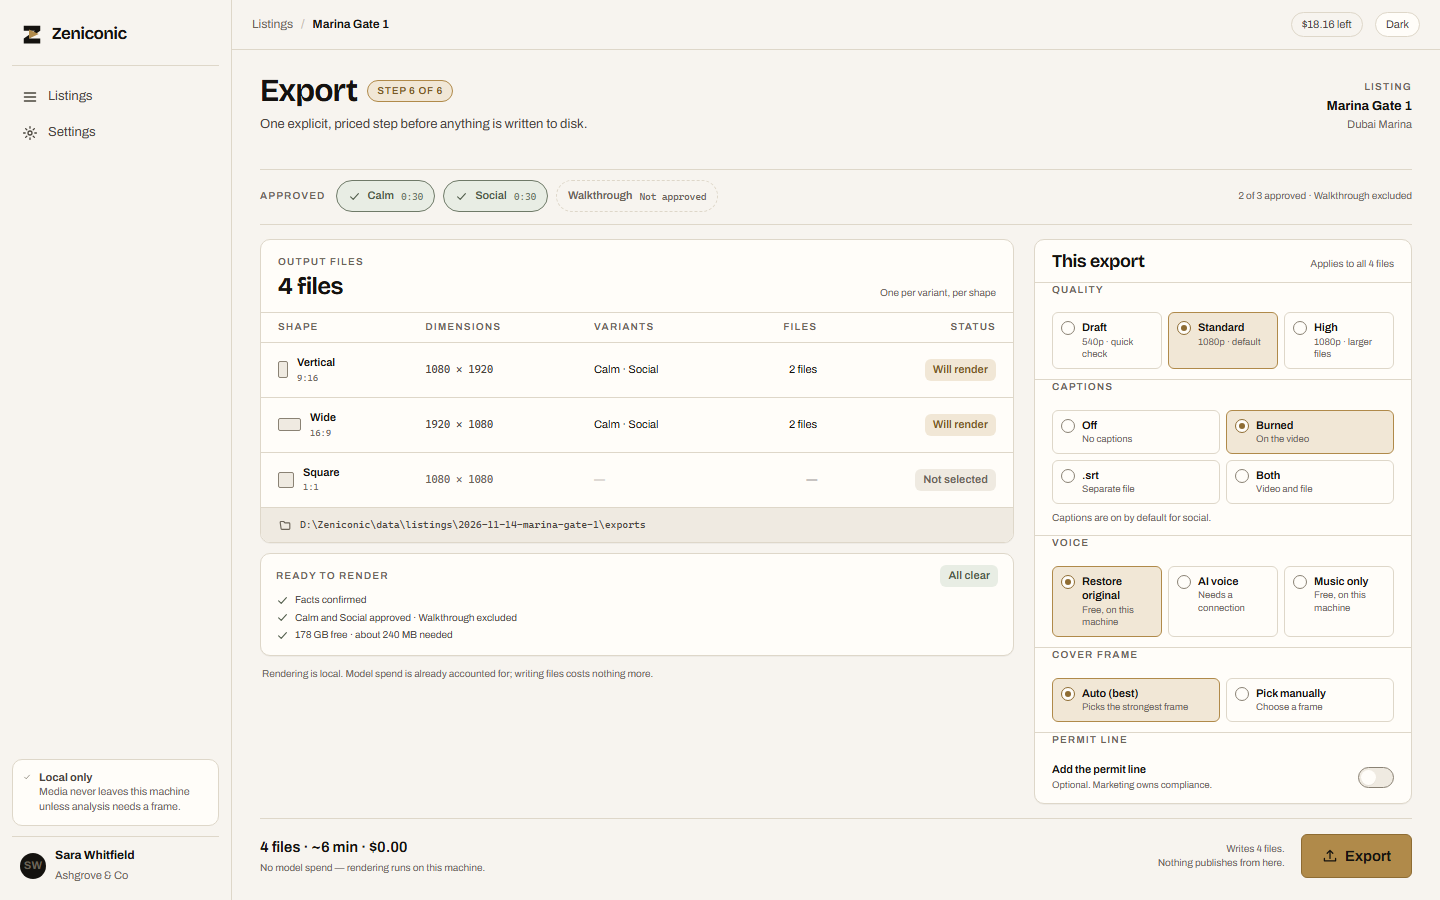 Zeniconic
Listings
Settings
Local only
Media never leaves this machine
unless analysis needs a frame.
SW
Sara Whitfield
Ashgrove & Co
Listings / Marina Gate 1
$18.16 left
Dark
Export
STEP 6 OF 6
One explicit, priced step before anything is written to disk.
LISTING
Marina Gate 1
Dubai Marina
APPROVED
Calm 0:30
Social 0:30
Walkthrough Not approved
2 of 3 approved · Walkthrough excluded
OUTPUT FILES
4 files
One per variant, per shape
SHAPE DIMENSIONS VARIANTS FILES STATUS
Vertical
9:16
1080 × 1920
Calm · Social
2 files
Will render
Wide
16:9
1920 × 1080
Calm · Social
2 files
Will render
Square
1:1
1080 × 1080
—
—
Not selected
D:\Zeniconic\data\listings\2026-11-14-marina-gate-1\exports
READY TO RENDER
All clear
Facts confirmed
Calm and Social approved · Walkthrough excluded
178 GB free · about 240 MB needed
Rendering is local. Model spend is already accounted for; writing files costs nothing more.
This export
Applies to all 4 files
QUALITY
Draft
540p · quick
check
Standard
1080p · default
High
1080p · larger
files
CAPTIONS
Off
No captions
Burned
On the video
.srt
Separate file
Both
Video and file
Captions are on by default for social.
VOICE
Restore
original
Free, on this
machine
AI voice
Needs a
connection
Music only
Free, on this
machine
COVER FRAME
Auto (best)
Picks the strongest frame
Pick manually
Choose a frame
PERMIT LINE
Add the permit line
Optional. Marketing owns compliance.
4 files · ~6 min · $0.00
No model spend — rendering runs on this machine.
Writes 4 files.
Nothing publishes from here.
Export